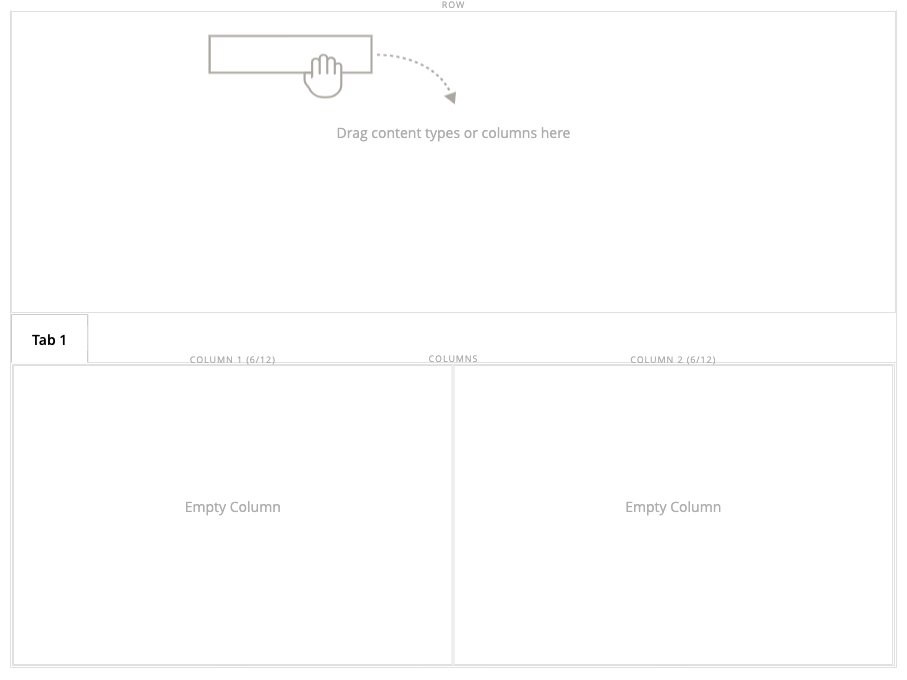 ROW
Drag content types or columns here
Tab 1
COLUMN 1 (6/12)
COLUMNS
COLUMN 2 (6/12)
Empty Column
Empty Column